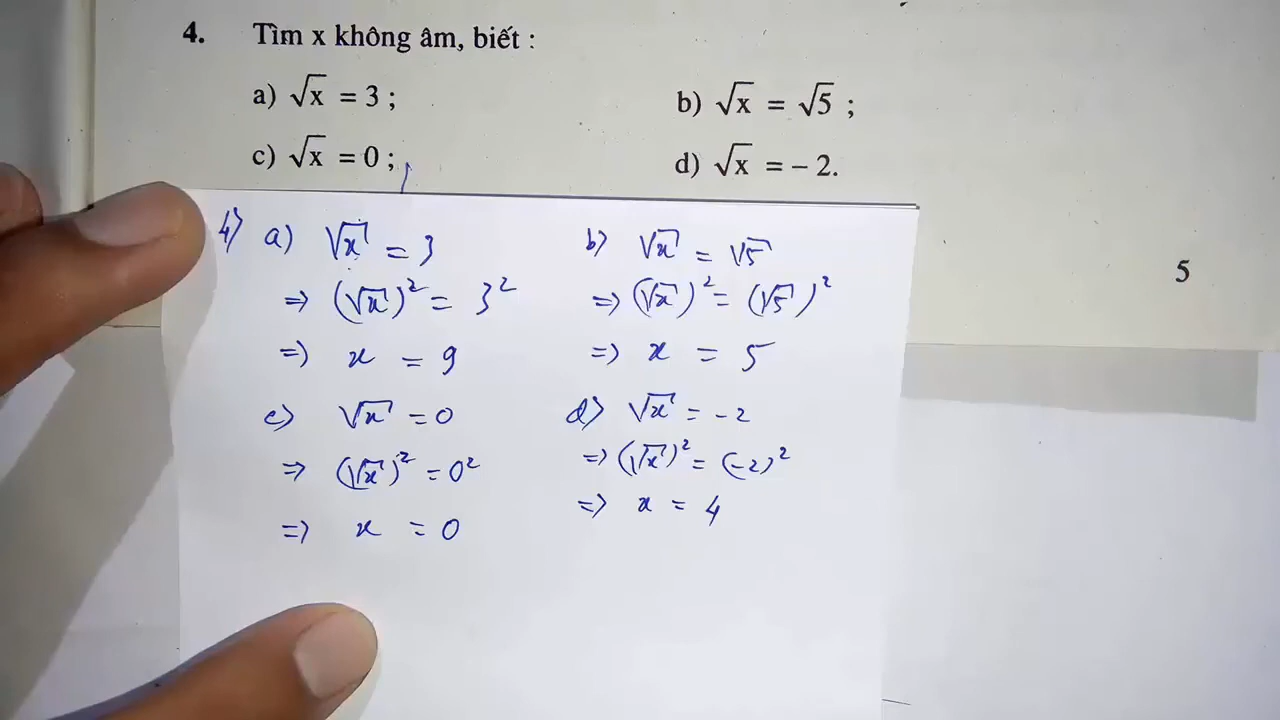 4. Tìm x không âm, biết :
a) √x = 3 ; b) √x = √5 ;
c) √x = 0 ; d) √x = – 2.
5
4) a) √x = 3
=> (√x)² = 3²
=> x = 9
b) √x = √5
=> (√x)² = (√5)²
=> x = 5
c) √x = 0
=> (√x)² = 0²
=> x = 0
d) √x = -2
=> (√x)² = (-2)²
=> x = 4